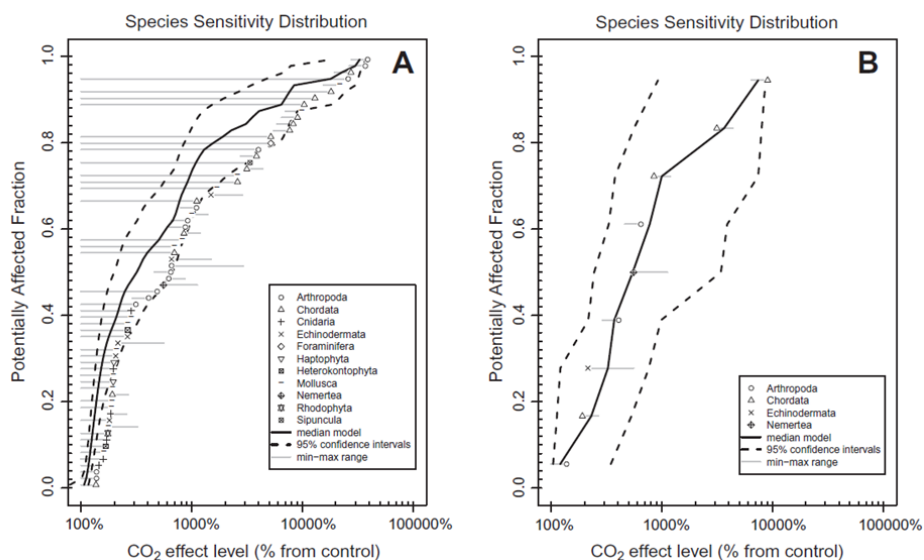 Species Sensitivity Distribution
A
Potentially Affected Fraction
1.0
0.8
0.6
0.4
0.2
0.0
Arthropoda
Chordata
Cnidaria
Echinodermata
Foraminifera
Haptophyta
Heterokontophyta
Mollusca
Nemertea
Rhodophyta
Sipuncula
median model
95% confidence intervals
min-max range
100%
1000%
10000%
100000%
CO2 effect level (% from control)
Species Sensitivity Distribution
B
Potentially Affected Fraction
1.0
0.8
0.6
0.4
0.2
0.0
Arthropoda
Chordata
Echinodermata
Nemertea
median model
95% confidence intervals
min-max range
100%
1000%
10000%
100000%
CO2 effect level (% from control)